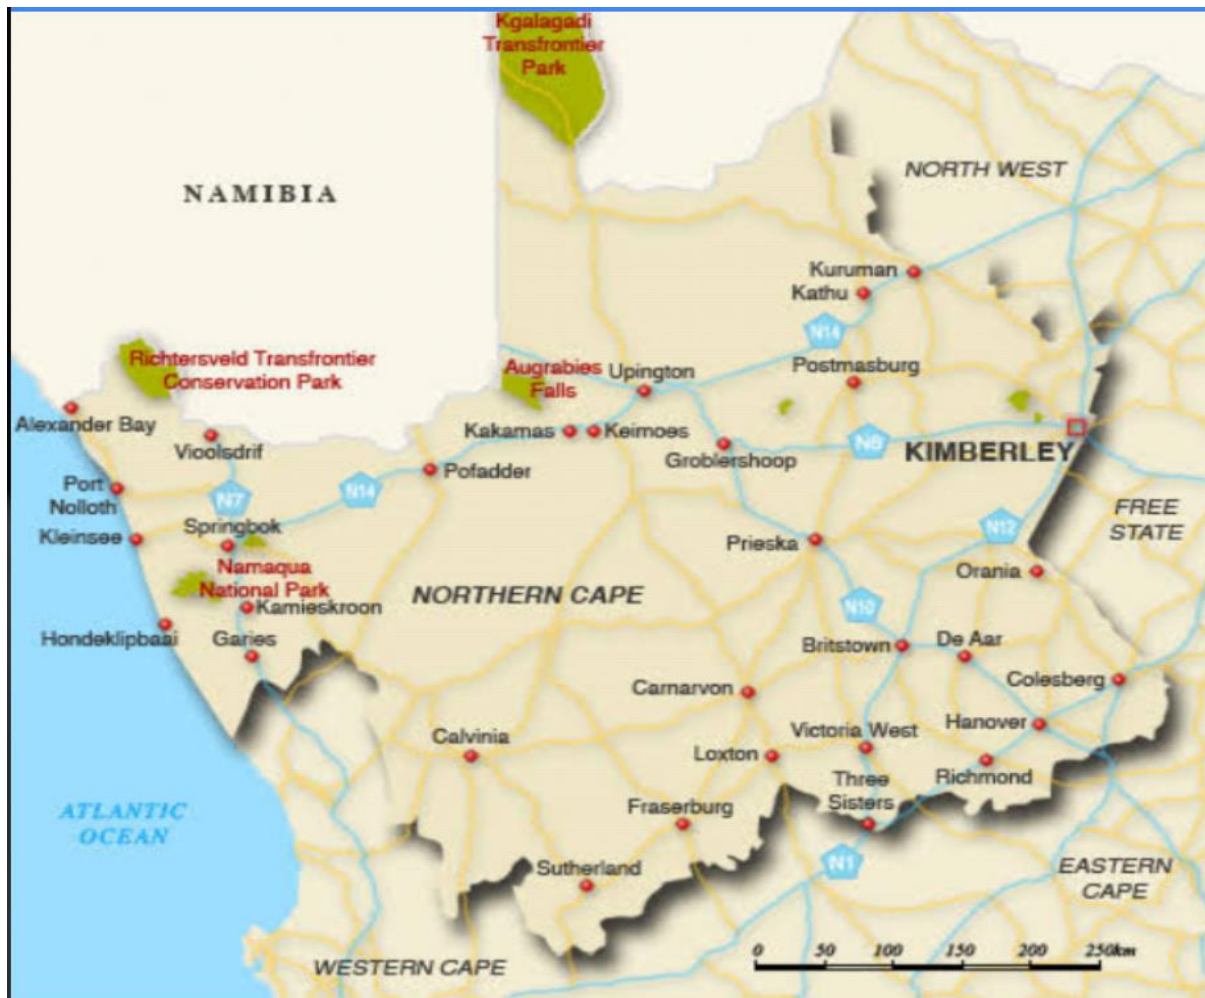 Kgalagadi
Transfrontier
Park
NORTH WEST
NAMIBIA
Kuruman
Kathu
N14
Richtersveld Transfrontier
Conservation Park
Augrabies
Falls
Upington
Postmasburg
Alexander Bay
Vioolsdrif
Kakamas
Keimoes
Groblershoop
N8
KIMBERLEY
Pofadder
Port
Nolloth
N7
N14
Springbok
Kleinsee
Prieska
N12
FREE
STATE
Namaqua
National Park
Orania
NORTHERN CAPE
Kamieskroon
N10
Hondeklipbaai
Garies
Britstown
De Aar
Carnarvon
Colesberg
Calvinia
Loxton
Victoria West
Hanover
Three
Sisters
Richmond
ATLANTIC
OCEAN
Fraserburg
Sutherland
N1
EASTERN
CAPE
WESTERN CAPE
0 50 100 150 200 250km